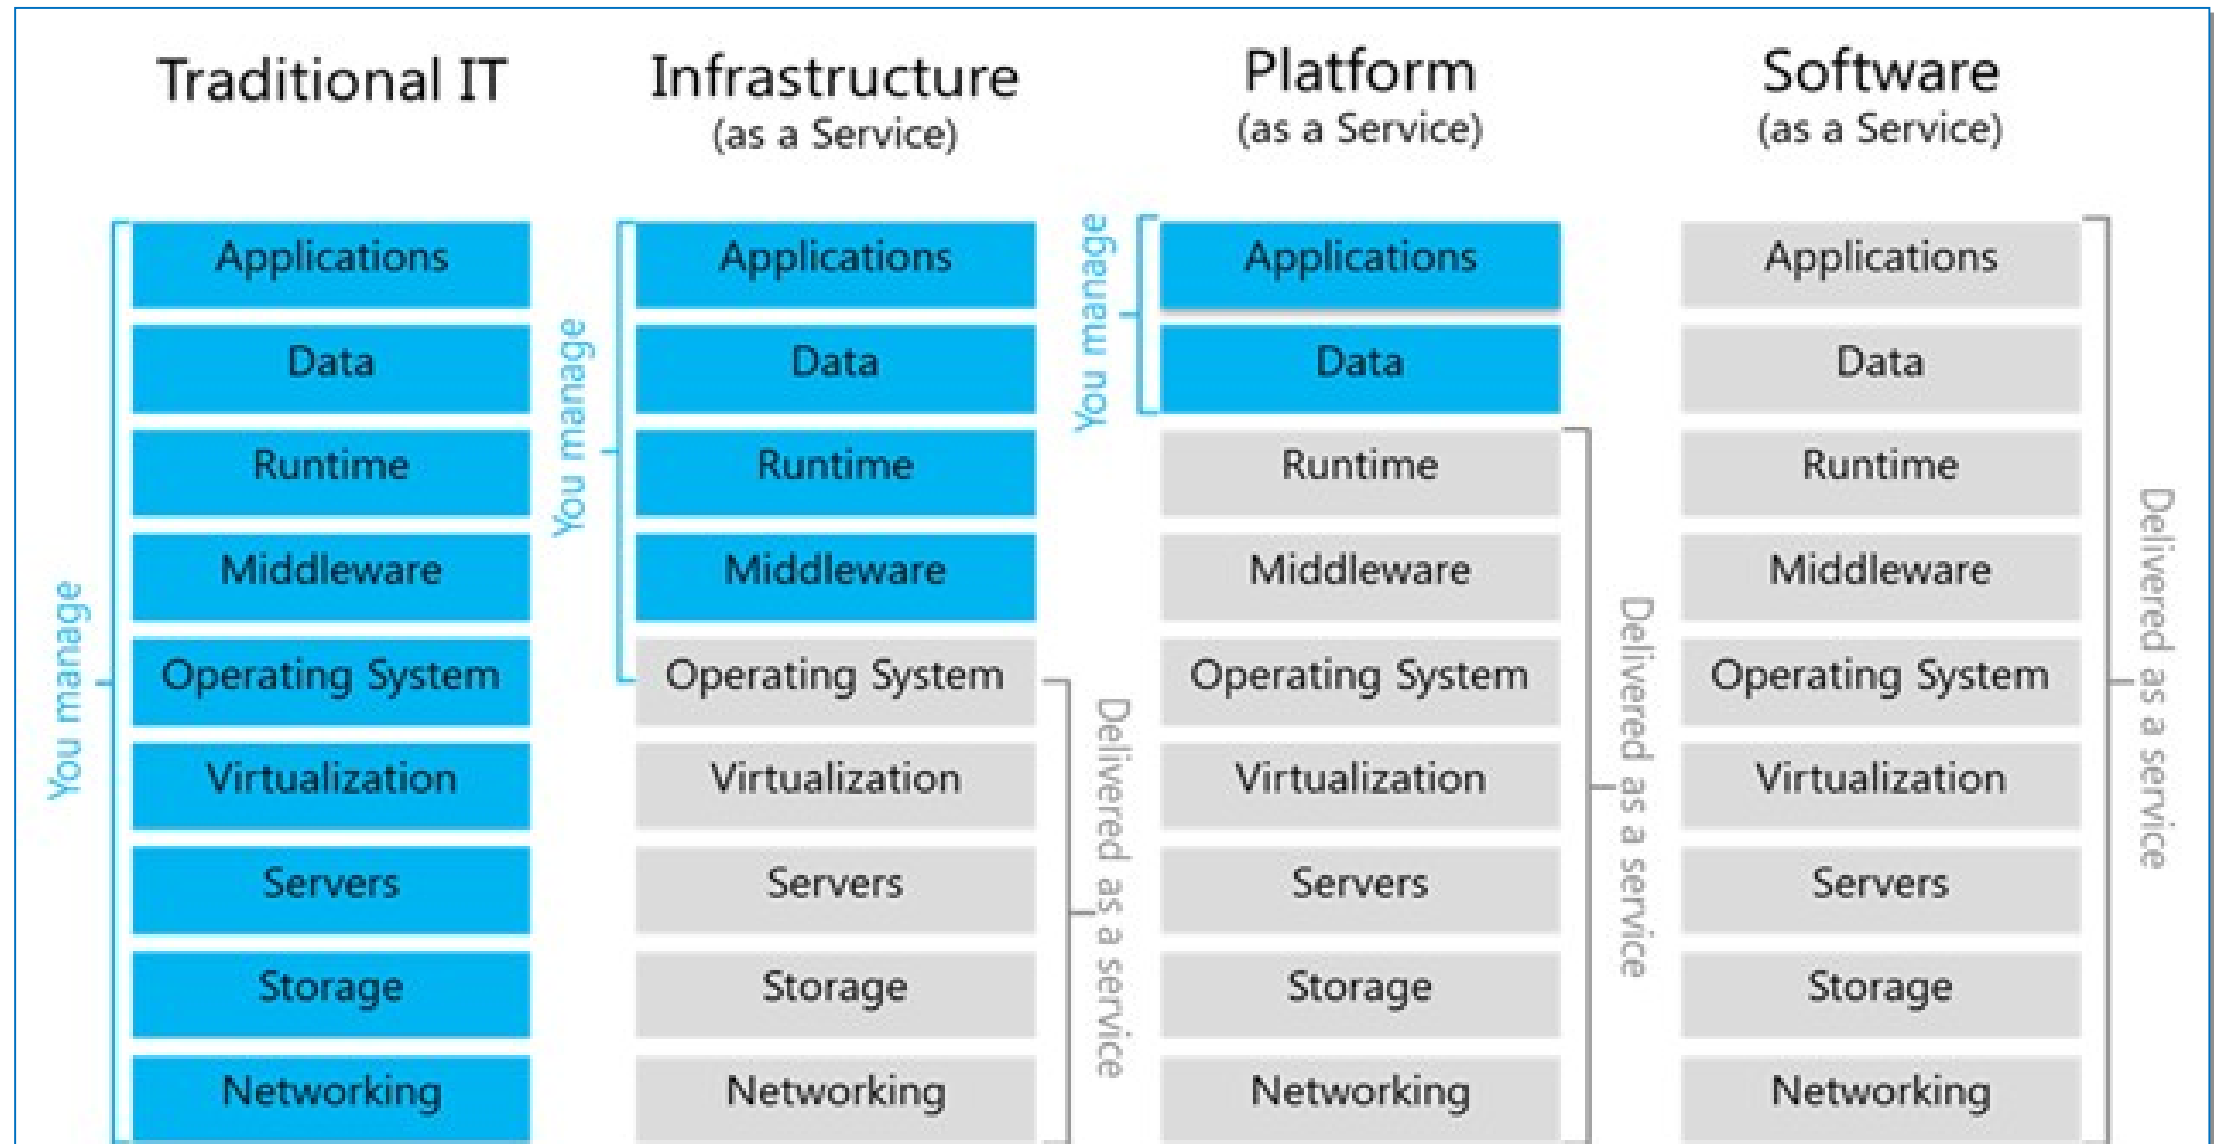 Traditional IT
Infrastructure
(as a Service)
Platform
(as a Service)
Software
(as a Service)
You manage
Applications
Data
Runtime
Middleware
Operating System
Virtualization
Servers
Storage
Networking
You manage
Applications
Data
Runtime
Middleware
Operating System
Virtualization
Servers
Storage
Networking
Delivered as a service
You manage
Applications
Data
Runtime
Middleware
Operating System
Virtualization
Servers
Storage
Networking
Delivered as a service
Applications
Data
Runtime
Middleware
Operating System
Virtualization
Servers
Storage
Networking
Delivered as a service